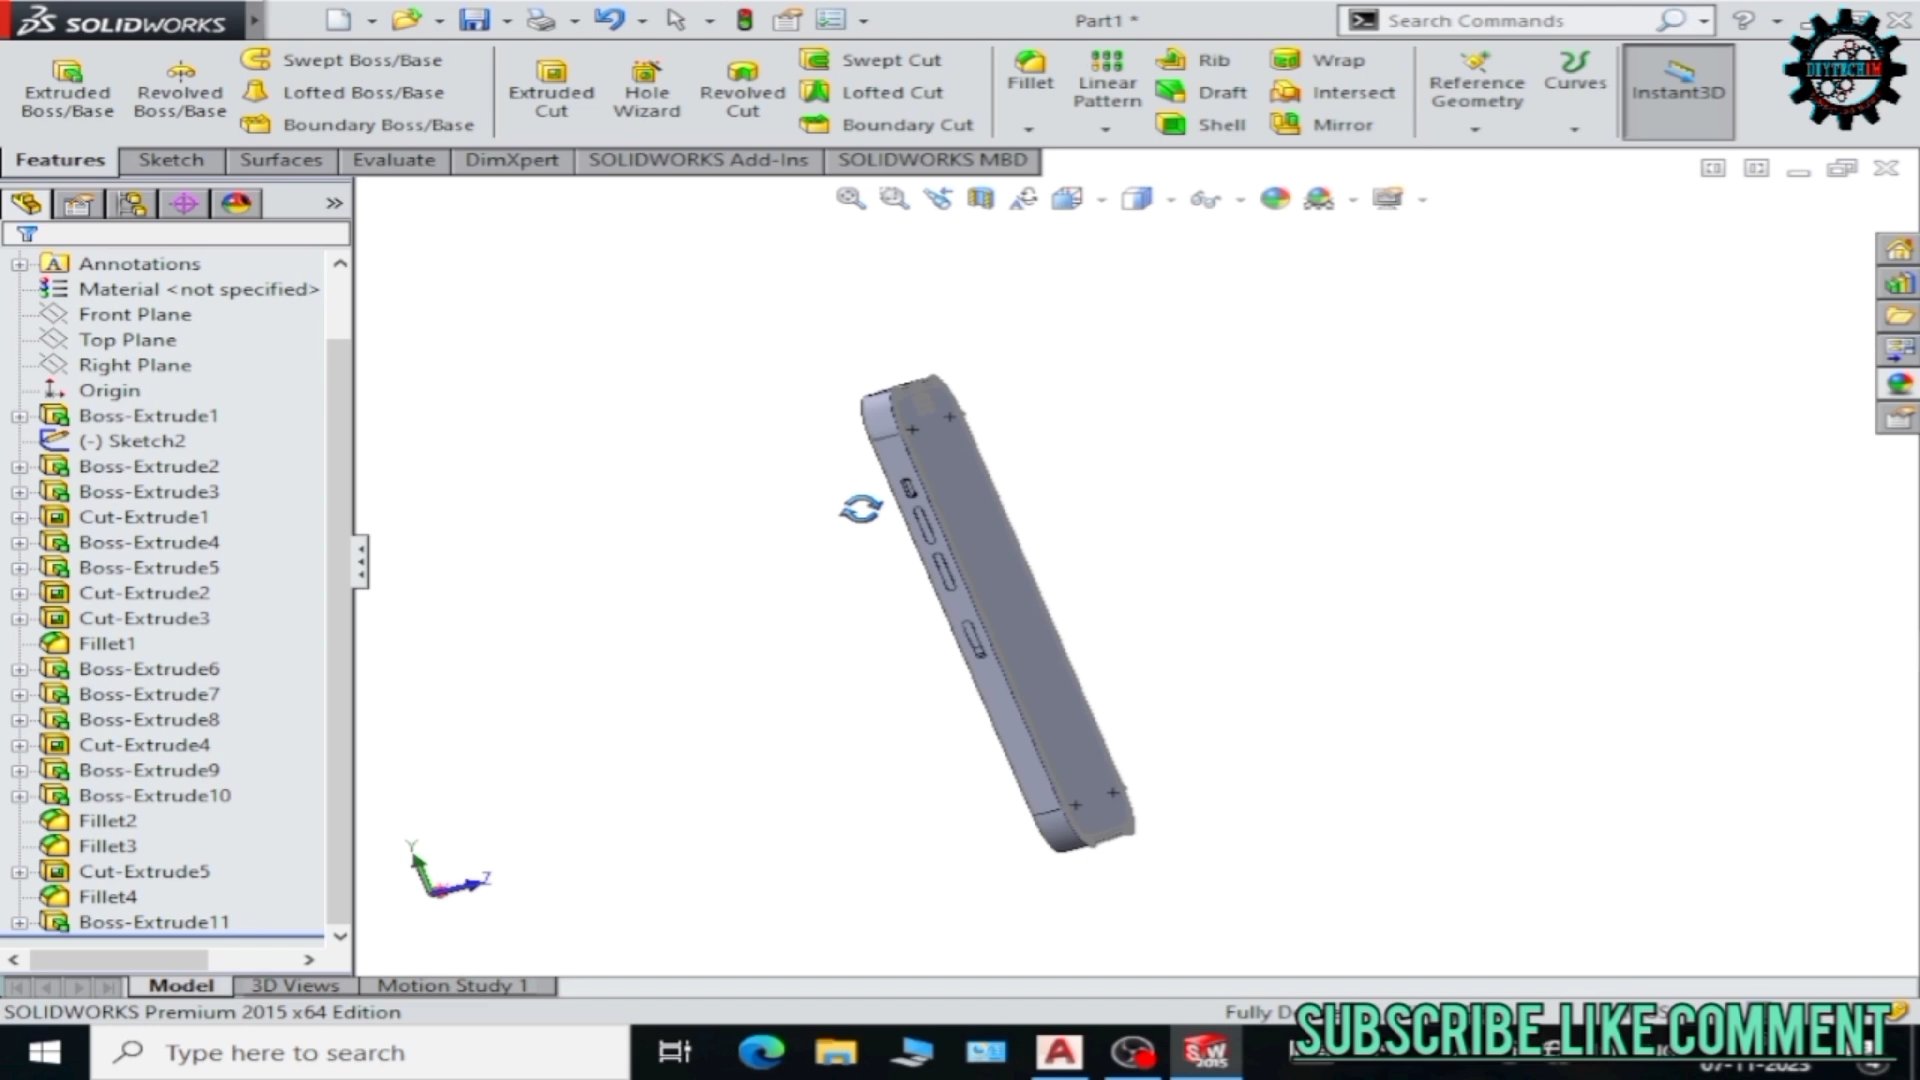 SOLIDWORKS
Part1 *
Search Commands
Extruded Boss/Base
Revolved Boss/Base
Swept Boss/Base
Lofted Boss/Base
Boundary Boss/Base
Extruded Cut
Hole Wizard
Revolved Cut
Swept Cut
Lofted Cut
Boundary Cut
Fillet
Linear Pattern
Rib
Draft
Shell
Wrap
Intersect
Mirror
Reference Geometry
Curves
Instant3D
DIYTECHIM
Features
Sketch
Surfaces
Evaluate
DimXpert
SOLIDWORKS Add-Ins
SOLIDWORKS MBD
Annotations
Material <not specified>
Front Plane
Top Plane
Right Plane
Origin
Boss-Extrude1
(-) Sketch2
Boss-Extrude2
Boss-Extrude3
Cut-Extrude1
Boss-Extrude4
Boss-Extrude5
Cut-Extrude2
Cut-Extrude3
Fillet1
Boss-Extrude6
Boss-Extrude7
Boss-Extrude8
Cut-Extrude4
Boss-Extrude9
Boss-Extrude10
Fillet2
Fillet3
Cut-Extrude5
Fillet4
Boss-Extrude11
Y
Z
Model
3D Views
Motion Study 1
SOLIDWORKS Premium 2015 x64 Edition
Fully
SUBSCRIBE LIKE COMMENT
Type here to search
07-11-2023